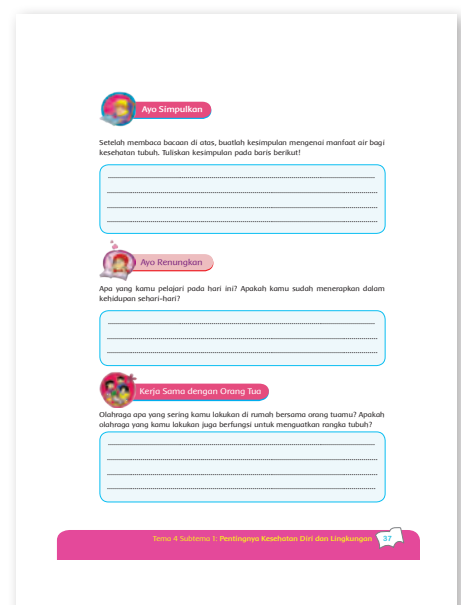 Ayo Simpulkan
Setelah membaca bacaan di atas, buatlah kesimpulan mengenai manfaat air bagi
kesehatan tubuh. Tuliskan kesimpulan pada baris berikut!
Ayo Renungkan
Apa yang kamu pelajari pada hari ini? Apakah kamu sudah menerapkan dalam
kehidupan sehari-hari?
Kerja Sama dengan Orang Tua
Olahraga apa yang sering kamu lakukan di rumah bersama orang tuamu? Apakah
olahraga yang kamu lakukan juga berfungsi untuk menguatkan rangka tubuh?
Tema 4 Subtema 1: Pentingnya Kesehatan Diri dan Lingkungan 37